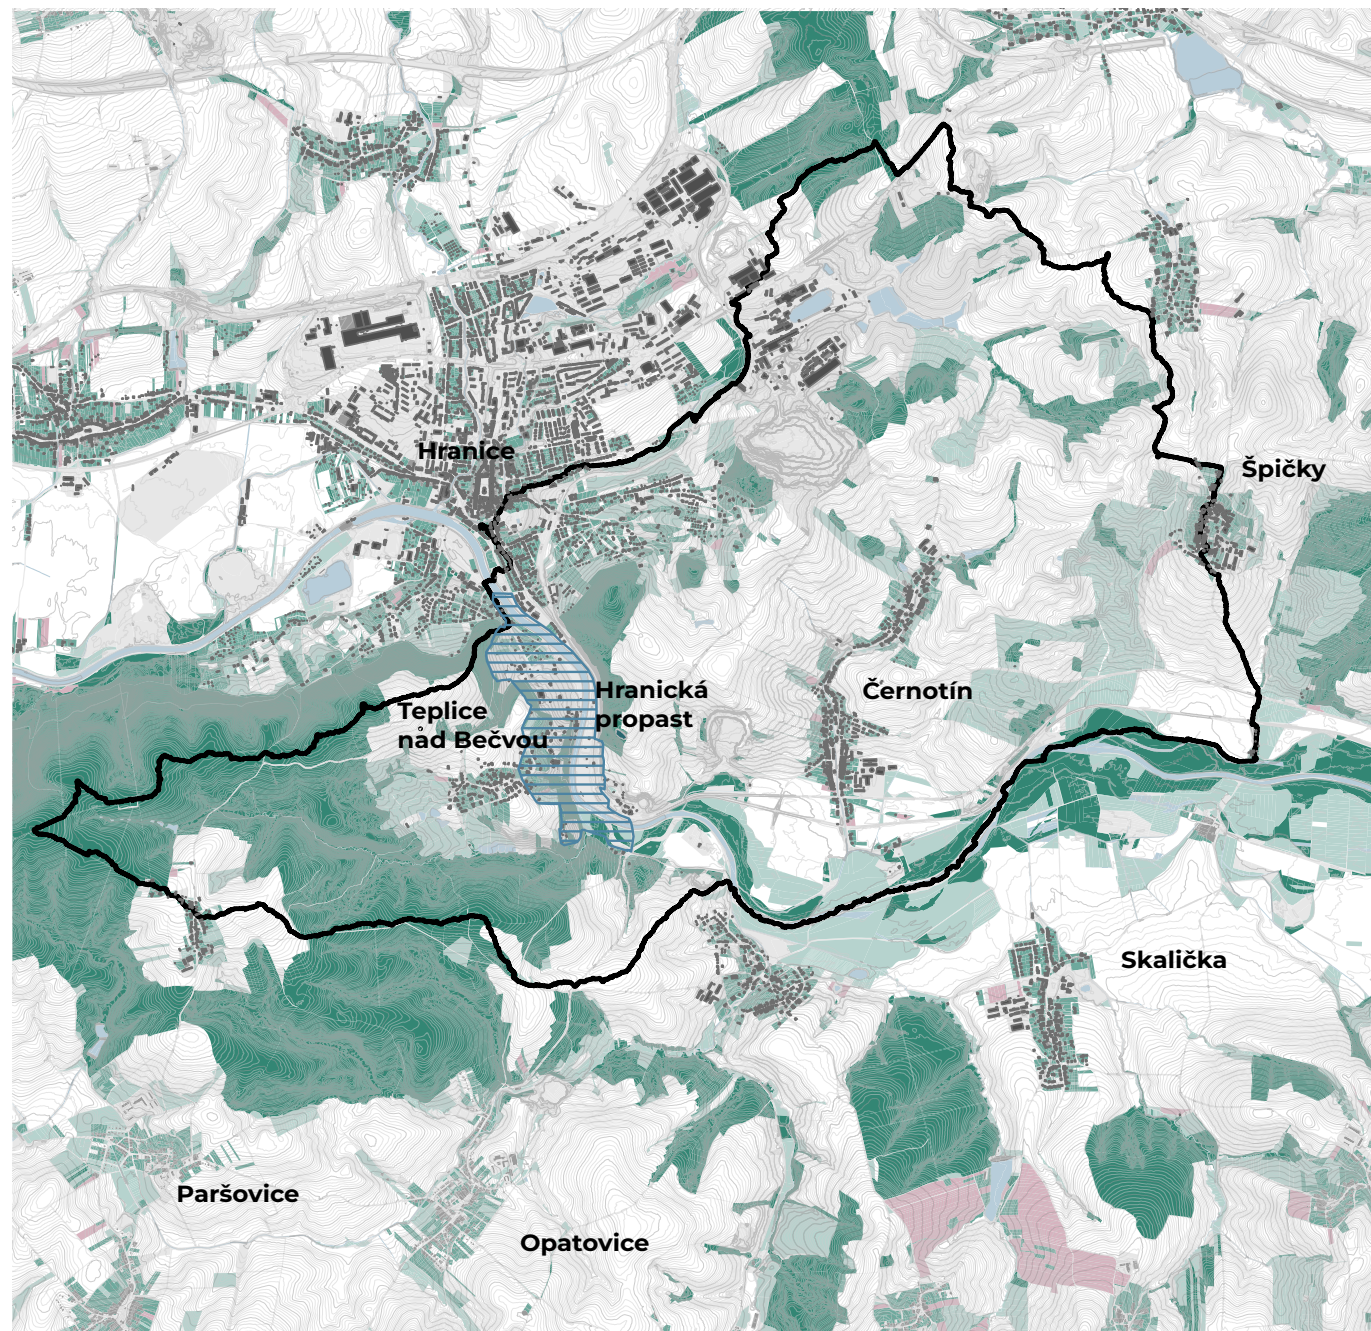 Hranice
Špičky
Hranická
propast
Černotín
Teplice
nad Bečvou
Skalička
Paršovice
Opatovice